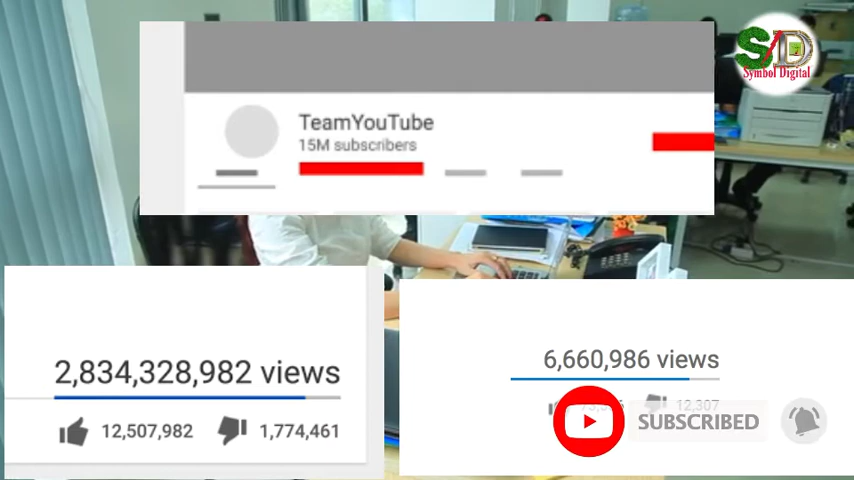 SD
Symbol Digital
TeamYouTube
15M subscribers
2,834,328,982 views
12,507,982 1,774,461
6,660,986 views
12,307
SUBSCRIBED